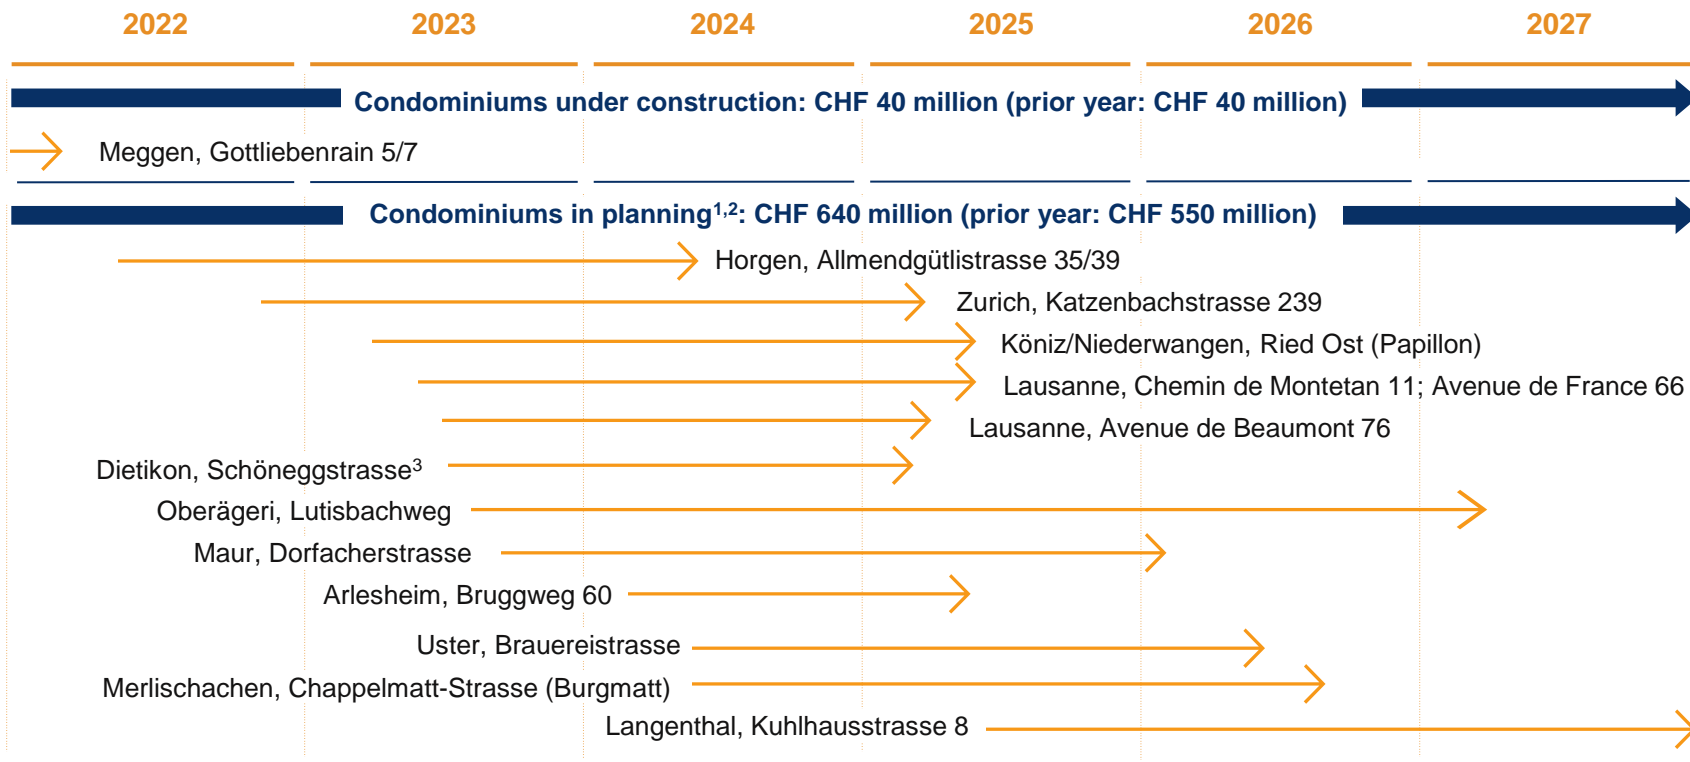 2022 2023 2024 2025 2026 2027
Condominiums under construction: CHF 40 million (prior year: CHF 40 million)
Meggen, Gottliebenrain 5/7
Condominiums in planning1,2: CHF 640 million (prior year: CHF 550 million)
Horgen, Allmendgütlistrasse 35/39
Zurich, Katzenbachstrasse 239
Köniz/Niederwangen, Ried Ost (Papillon)
Lausanne, Chemin de Montetan 11; Avenue de France 66
Lausanne, Avenue de Beaumont 76
Dietikon, Schöneggstrasse3
Oberägeri, Lutisbachweg
Maur, Dorfacherstrasse
Arlesheim, Bruggweg 60
Uster, Brauereistrasse
Merlischachen, Chappelmatt-Strasse (Burgmatt)
Langenthal, Kuhlhausstrasse 8